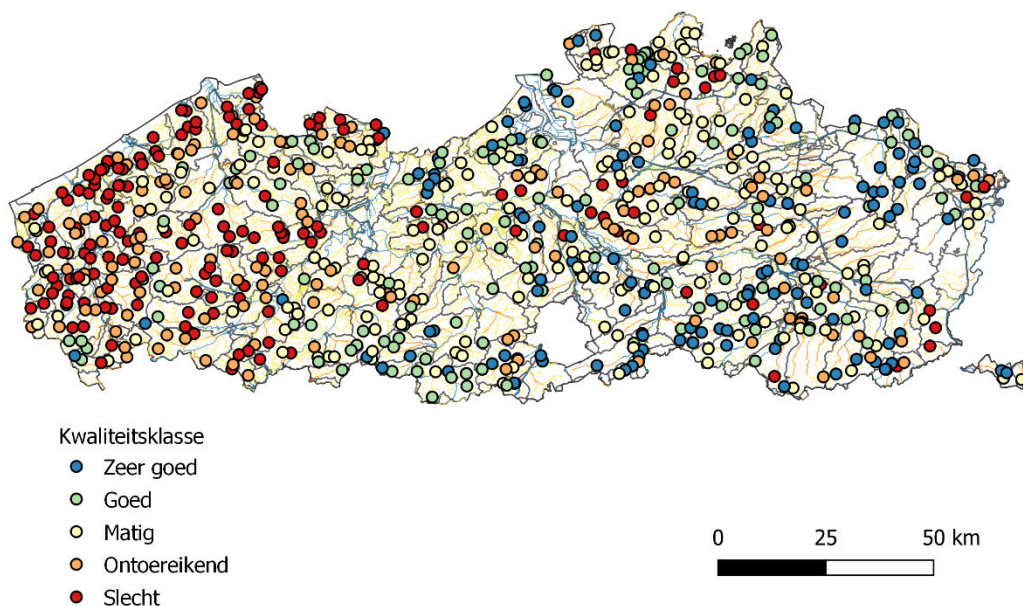 Kwaliteitsklasse
Zeer goed
Goed
Matig
Ontoereikend
Slecht
0 25 50 km